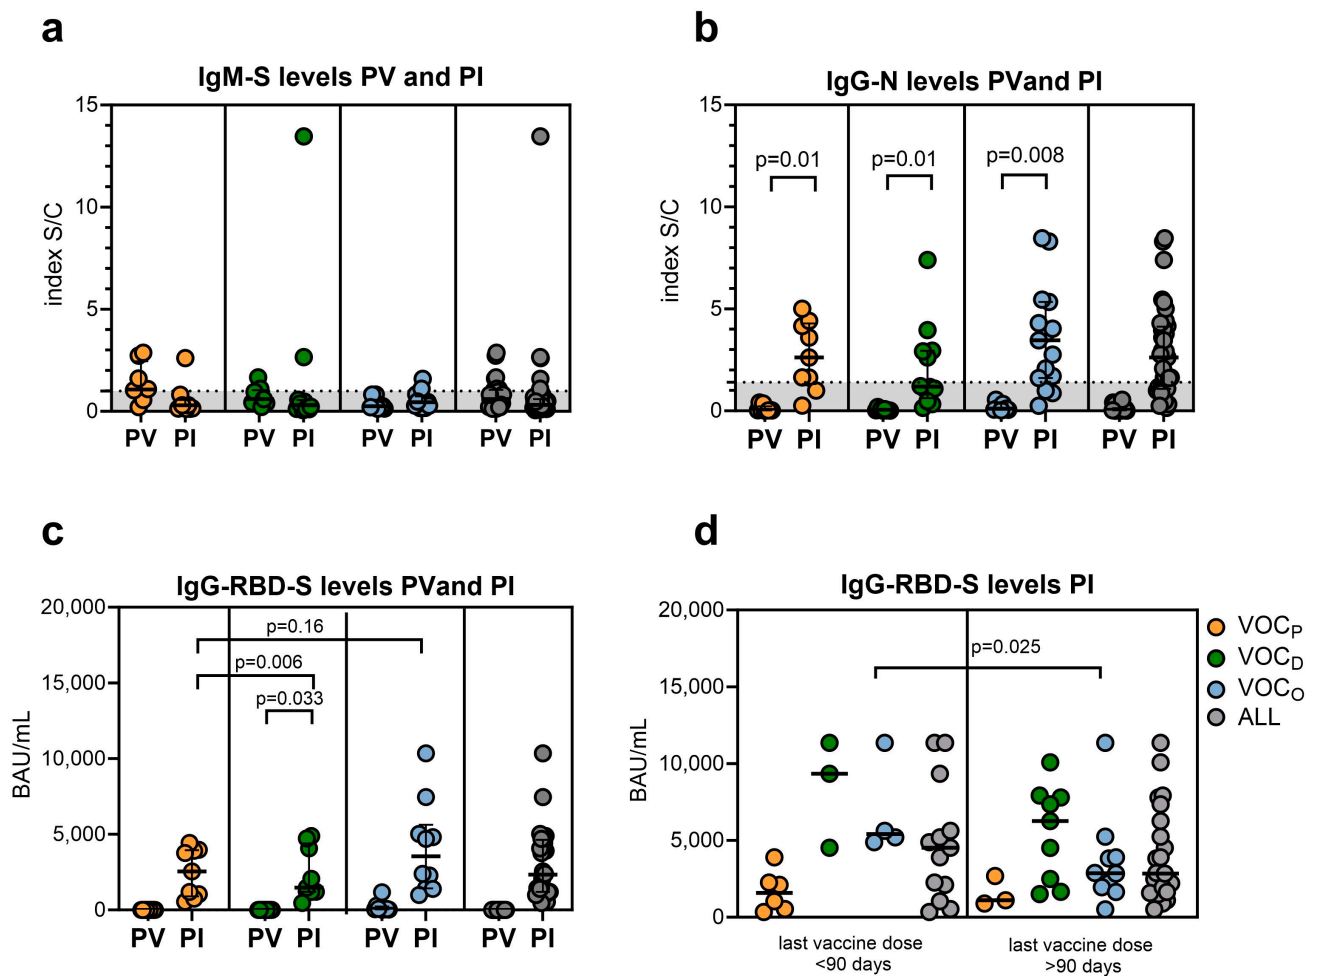 a
IgM-S levels PV and PI
15
10
5
0
index S/C
PV PI PV PI PV PI PV PI
b
IgG-N levels PVand PI
15
10
5
0
index S/C
p=0.01
p=0.01
p=0.008
PV PI PV PI PV PI PV PI
c
IgG-RBD-S levels PVand PI
20,000
15,000
10,000
5,000
0
BAU/mL
p=0.16
p=0.006
p=0.033
PV PI PV PI PV PI PV PI
d
IgG-RBD-S levels PI
20,000
15,000
10,000
5,000
0
BAU/mL
p=0.025
last vaccine dose
<90 days
last vaccine dose
>90 days
VOCP
VOCD
VOCO
ALL